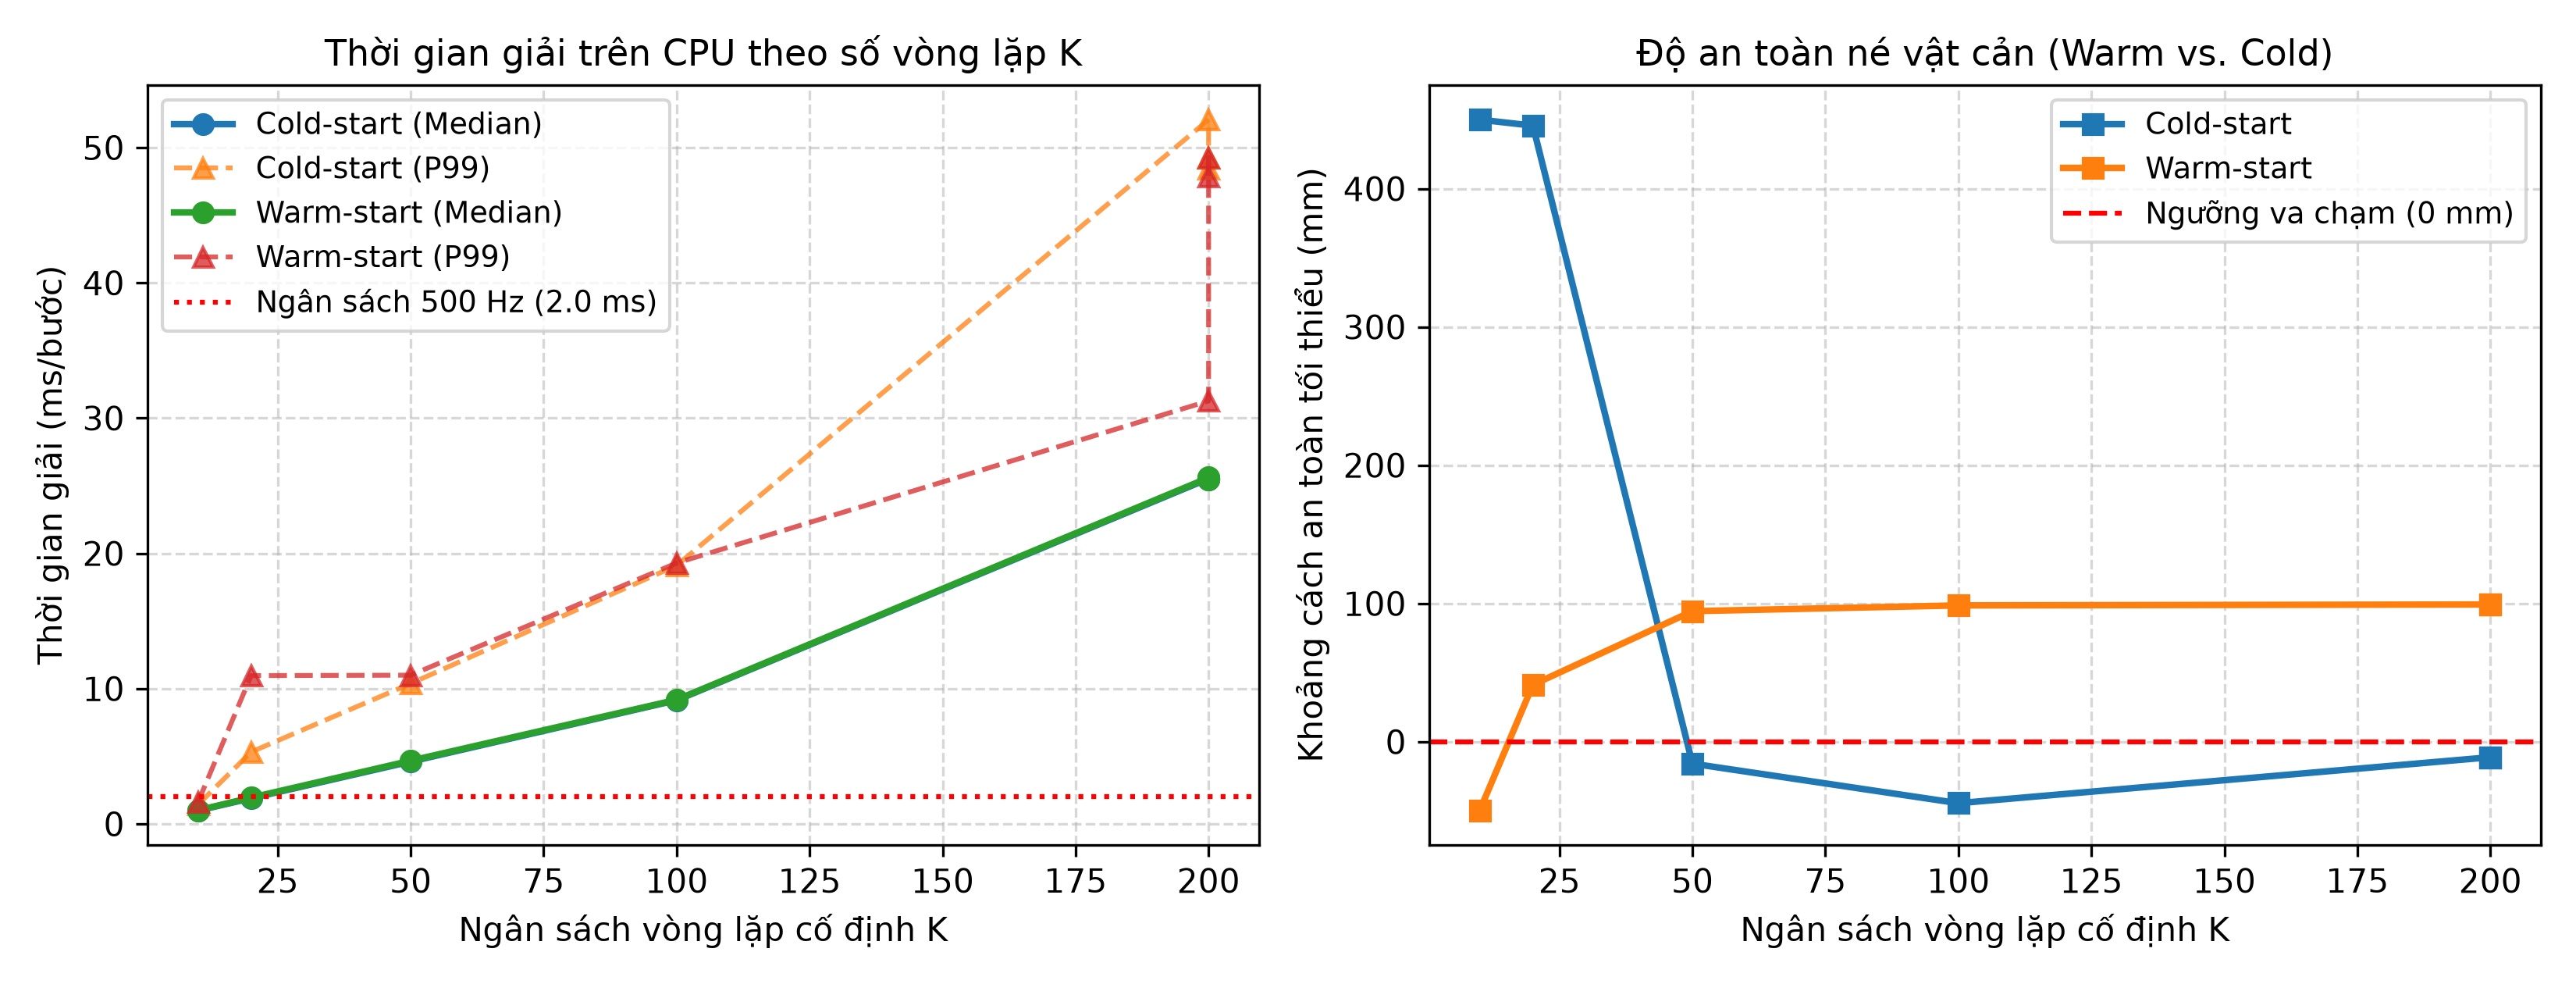 Thời gian giải trên CPU theo số vòng lặp K
Cold-start (Median)
Cold-start (P99)
Warm-start (Median)
Warm-start (P99)
Ngân sách 500 Hz (2.0 ms)
Thời gian giải (ms/bước)
50
40
30
20
10
0
25 50 75 100 125 150 175 200
Ngân sách vòng lặp cố định K
Độ an toàn né vật cản (Warm vs. Cold)
Cold-start
Warm-start
Ngưỡng va chạm (0 mm)
Khoảng cách an toàn tối thiểu (mm)
400
300
200
100
0
25 50 75 100 125 150 175 200
Ngân sách vòng lặp cố định K